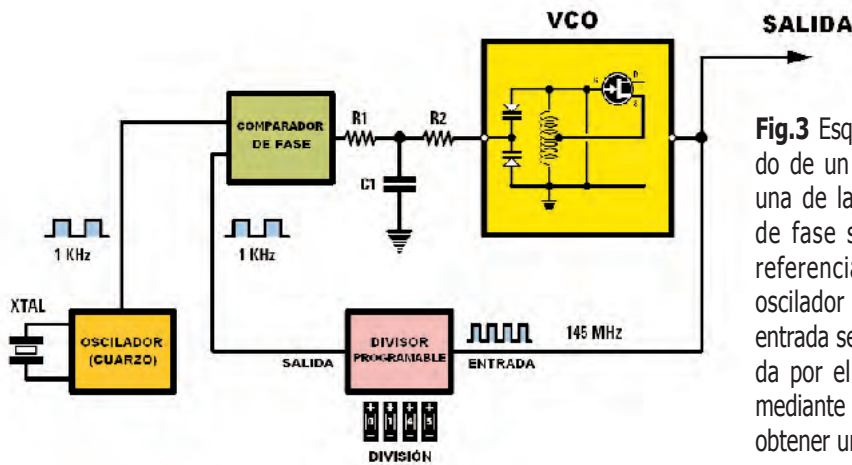 VCO
SALIDA
COMPARADOR
DE FASE
R1
R2
C1
1 KHz
1 KHz
XTAL
OSCILADOR
(CUARZO)
SALIDA
DIVISOR
PROGRAMABLE
ENTRADA
145 MHz
DIVISIÓN
Fig.3 Esq
do de un
una de la
de fase s
referencia
oscilador
entrada se
da por el
mediante
obtener un